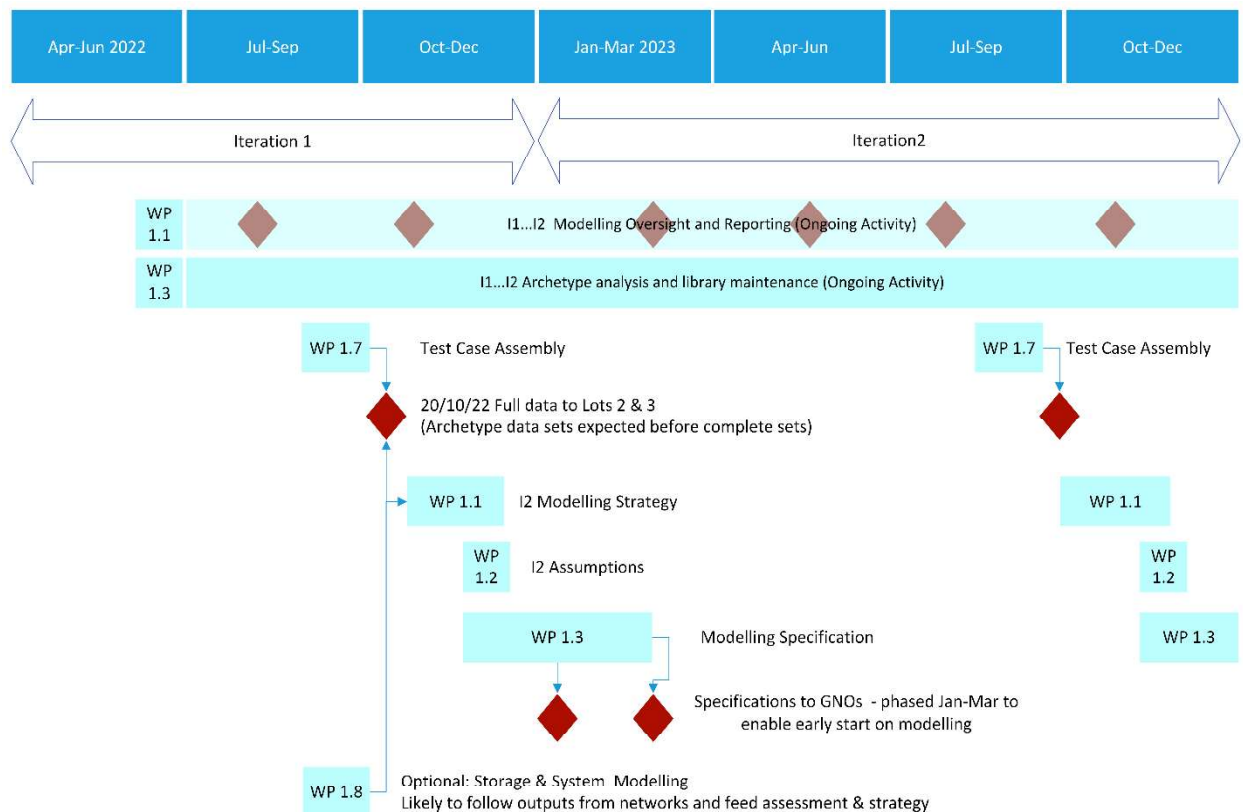 Apr-Jun 2022
Jul-Sep
Oct-Dec
Jan-Mar 2023
Apr-Jun
Jul-Sep
Oct-Dec
Iteration 1
Iteration2
WP
1.1
I1...I2 Modelling Oversight and Reporting (Ongoing Activity)
WP
1.3
I1...I2 Archetype analysis and library maintenance (Ongoing Activity)
WP 1.7
Test Case Assembly
WP 1.7
Test Case Assembly
20/10/22 Full data to Lots 2 & 3
(Archetype data sets expected before complete sets)
WP 1.1
I2 Modelling Strategy
WP 1.1
WP
1.2
I2 Assumptions
WP
1.2
WP 1.3
Modelling Specification
WP 1.3
Specifications to GNOs - phased Jan-Mar to
enable early start on modelling
WP 1.8
Optional: Storage & System Modelling
Likely to follow outputs from networks and feed assessment & strategy